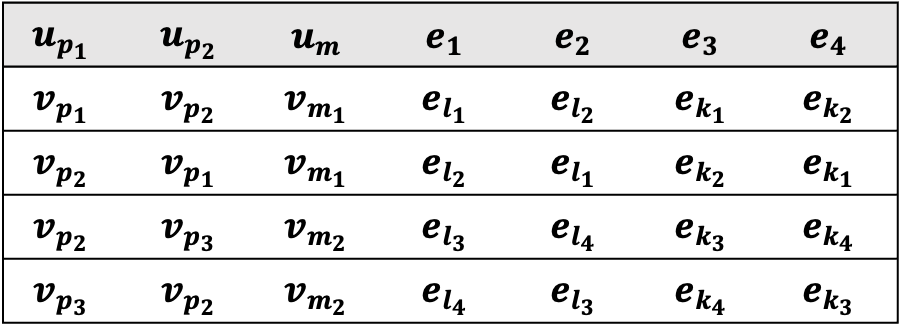 u_{p_1} u_{p_2} u_m e_1 e_2 e_3 e_4
v_{p_1} v_{p_2} v_{m_1} e_{l_1} e_{l_2} e_{k_1} e_{k_2}
v_{p_2} v_{p_1} v_{m_1} e_{l_2} e_{l_1} e_{k_2} e_{k_1}
v_{p_2} v_{p_3} v_{m_2} e_{l_3} e_{l_4} e_{k_3} e_{k_4}
v_{p_3} v_{p_2} v_{m_2} e_{l_4} e_{l_3} e_{k_4} e_{k_3}